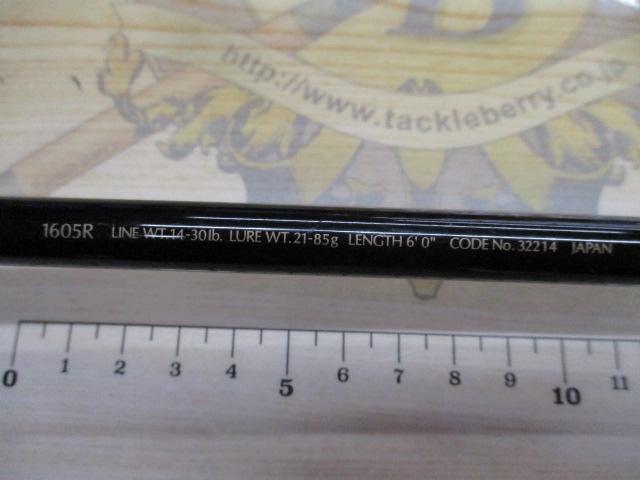 http://www.tackleberry.co.jp
1605R LINE WT.14-30lb. LURE WT.21-85g LENGTH 6' 0" CODE No. 32214 JAPAN
0 1 2 3 4 5 6 7 8 9 10 11